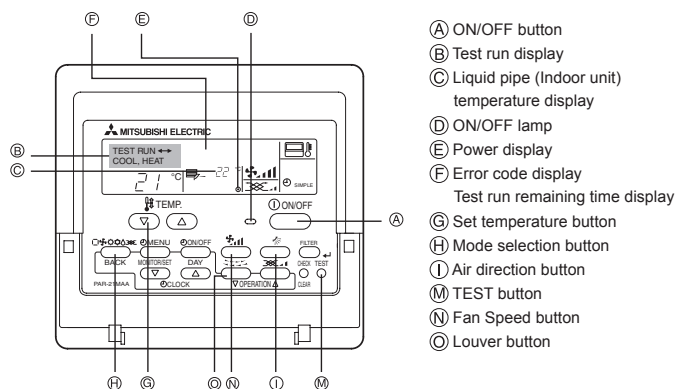 Ⓕ Ⓔ Ⓓ
MITSUBISHI ELECTRIC
Ⓑ TEST RUN ↔
COOL, HEAT
Ⓒ 21 °C 22 °
SIMPLE
TEMP. ON/OFF
▽ △ Ⓐ
MENU ON/OFF FILTER
BACK MONITOR/SET DAY CHECK TEST
▽ △
PAR-21MAA CLOCK ▽ OPERATION △ CLEAR
Ⓗ Ⓖ Ⓞ Ⓝ Ⓘ Ⓜ
Ⓐ ON/OFF button
Ⓑ Test run display
Ⓒ Liquid pipe (Indoor unit)
temperature display
Ⓓ ON/OFF lamp
Ⓔ Power display
Ⓕ Error code display
Test run remaining time display
Ⓖ Set temperature button
Ⓗ Mode selection button
Ⓘ Air direction button
Ⓜ TEST button
Ⓝ Fan Speed button
Ⓞ Louver button